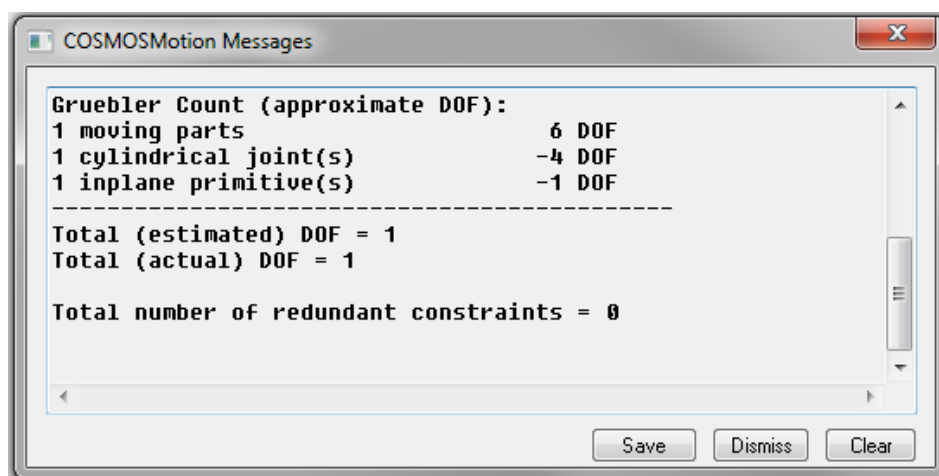 COSMOSMotion Messages
Gruebler Count (approximate DOF):
1 moving parts 6 DOF
1 cylindrical joint(s) -4 DOF
1 inplane primitive(s) -1 DOF
---------------------------------------------
Total (estimated) DOF = 1
Total (actual) DOF = 1
Total number of redundant constraints = 0
Save Dismiss Clear